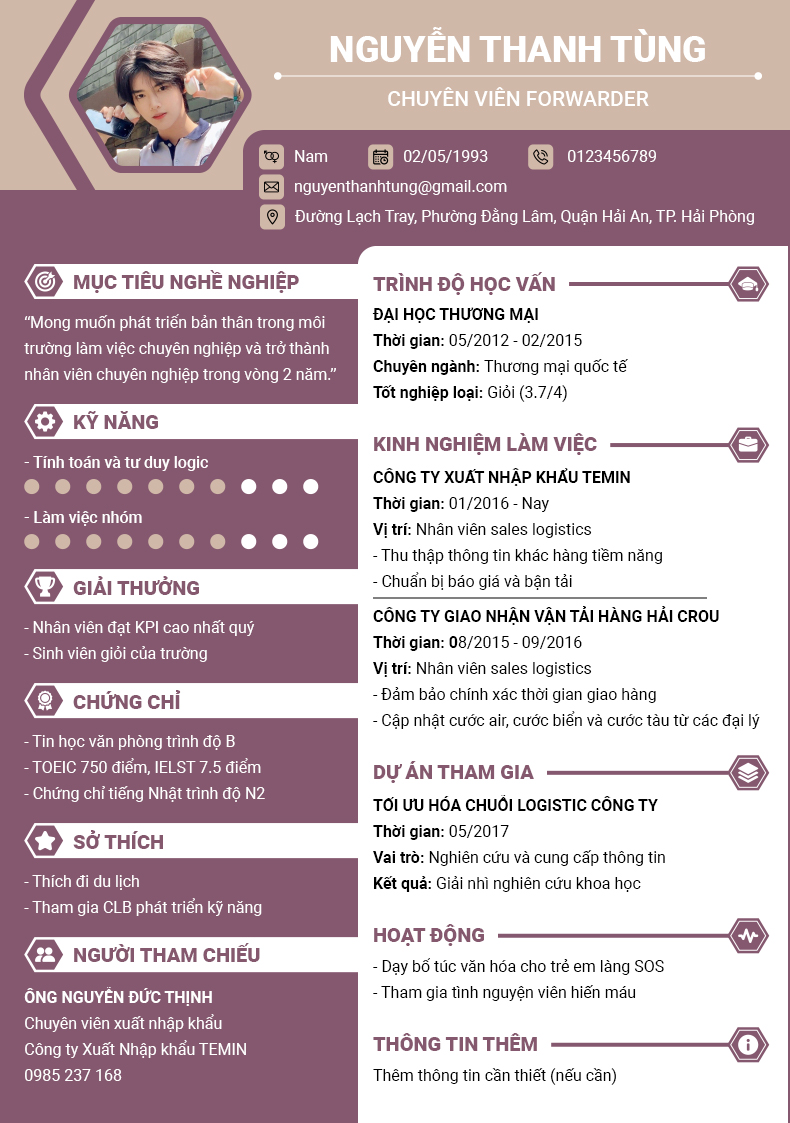 NGUYỄN THANH TÙNG
CHUYÊN VIÊN FORWARDER
Nam 02/05/1993 0123456789
nguyenthanhtung@gmail.com
Đường Lạch Tray, Phường Đằng Lâm, Quận Hải An, TP. Hải Phòng
MỤC TIÊU NGHỀ NGHIỆP
“Mong muốn phát triển bản thân trong môi
trường làm việc chuyên nghiệp và trở thành
nhân viên chuyên nghiệp trong vòng 2 năm.”
KỸ NĂNG
- Tính toán và tư duy logic
- Làm việc nhóm
GIẢI THƯỞNG
- Nhân viên đạt KPI cao nhất quý
- Sinh viên giỏi của trường
CHỨNG CHỈ
- Tin học văn phòng trình độ B
- TOEIC 750 điểm, IELST 7.5 điểm
- Chứng chỉ tiếng Nhật trình độ N2
SỞ THÍCH
- Thích đi du lịch
- Tham gia CLB phát triển kỹ năng
NGƯỜI THAM CHIẾU
ÔNG NGUYỄN ĐỨC THỊNH
Chuyên viên xuất nhập khẩu
Công ty Xuất Nhập khẩu TEMIN
0985 237 168
TRÌNH ĐỘ HỌC VẤN
ĐẠI HỌC THƯƠNG MẠI
Thời gian: 05/2012 - 02/2015
Chuyên ngành: Thương mại quốc tế
Tốt nghiệp loại: Giỏi (3.7/4)
KINH NGHIỆM LÀM VIỆC
CÔNG TY XUẤT NHẬP KHẨU TEMIN
Thời gian: 01/2016 - Nay
Vị trí: Nhân viên sales logistics
- Thu thập thông tin khác hàng tiềm năng
- Chuẩn bị báo giá và bận tải
CÔNG TY GIAO NHẬN VẬN TẢI HÀNG HẢI CROU
Thời gian: 08/2015 - 09/2016
Vị trí: Nhân viên sales logistics
- Đảm bảo chính xác thời gian giao hàng
- Cập nhật cước air, cước biển và cước tàu từ các đại lý
DỰ ÁN THAM GIA
TỐI ƯU HÓA CHUỖI LOGISTIC CÔNG TY
Thời gian: 05/2017
Vai trò: Nghiên cứu và cung cấp thông tin
Kết quả: Giải nhì nghiên cứu khoa học
HOẠT ĐỘNG
- Dạy bổ túc văn hóa cho trẻ em làng SOS
- Tham gia tình nguyện viên hiến máu
THÔNG TIN THÊM
Thêm thông tin cần thiết (nếu cần)